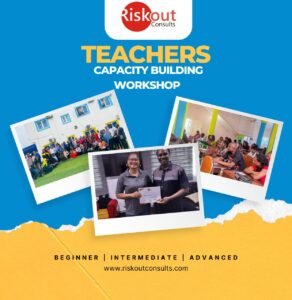 Riskout
Consults
TEACHERS
CAPACITY BUILDING
WORKSHOP
BEGINNER | INTERMEDIATE | ADVANCED
www.riskoutconsults.com